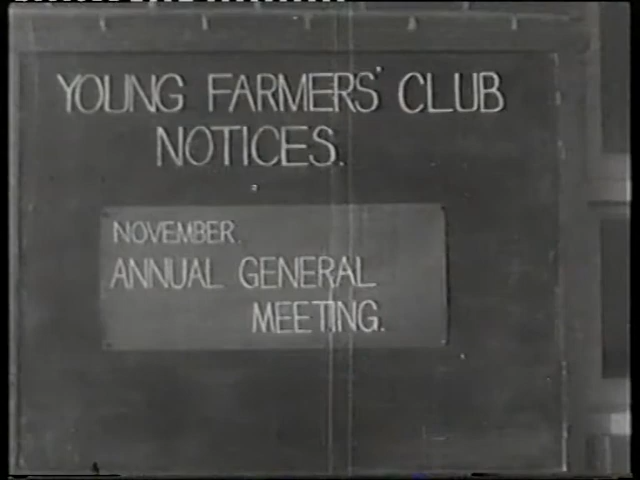 YOUNG FARMERS' CLUB
NOTICES.
NOVEMBER.
ANNUAL GENERAL
MEETING.